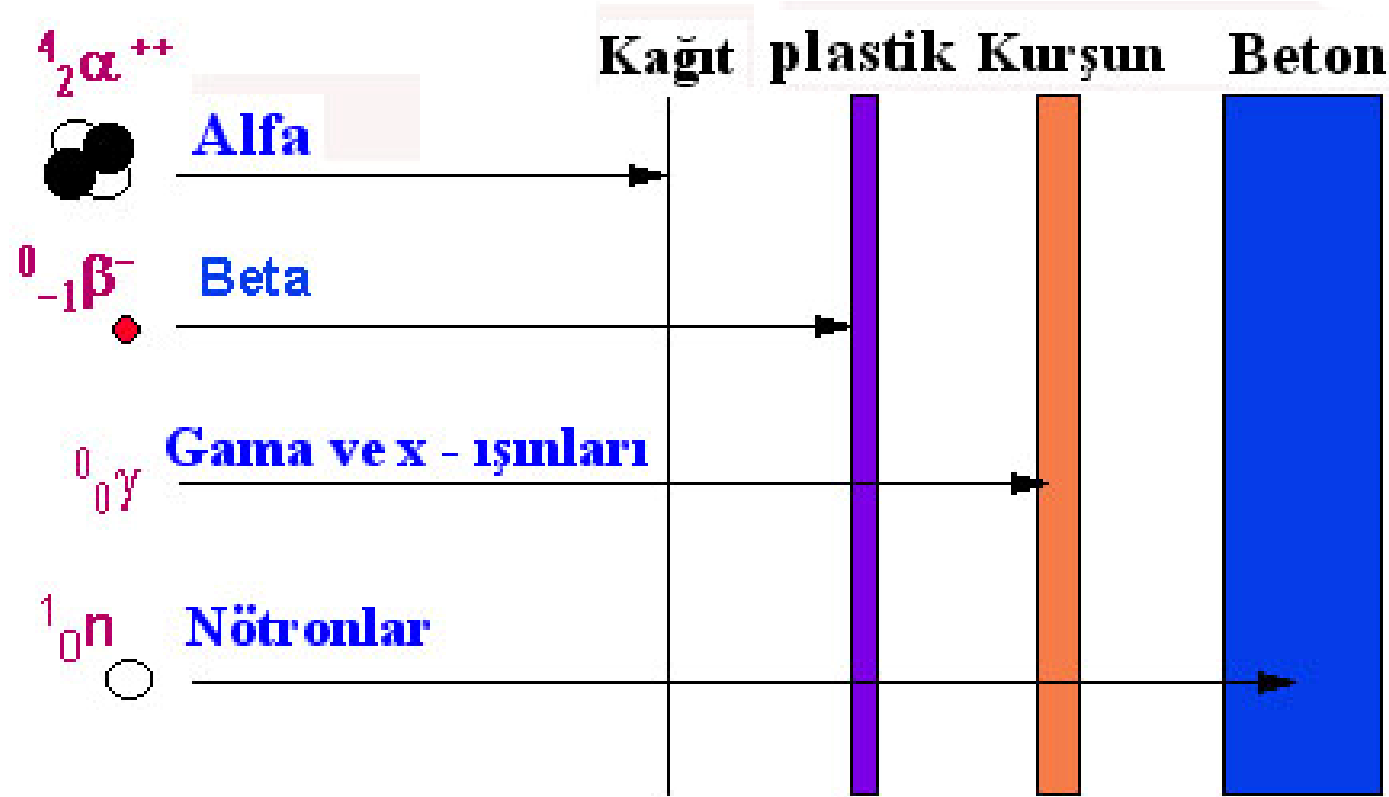 Kağıt plastik Kurşun Beton
⁴₂α⁺⁺
Alfa
⁰₋₁β⁻
Beta
⁰₀γ
Gama ve x - ışınları
¹₀n
Nötronlar